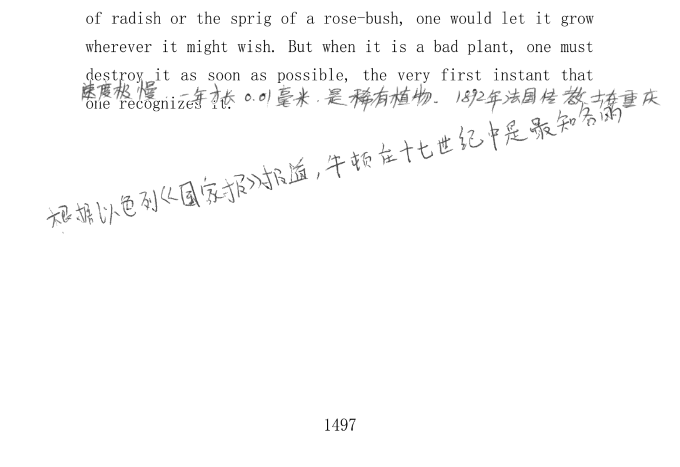 of radish or the sprig of a rose-bush, one would let it grow
wherever it might wish. But when it is a bad plant, one must
destroy it as soon as possible, the very first instant that
one recognizes it.
速度极慢,一年才长0.01毫米.是稀有植物。1892年法国传教士在重庆
根据以色列《国家报》报道,牛顿在十七世纪中是最知名的
1497